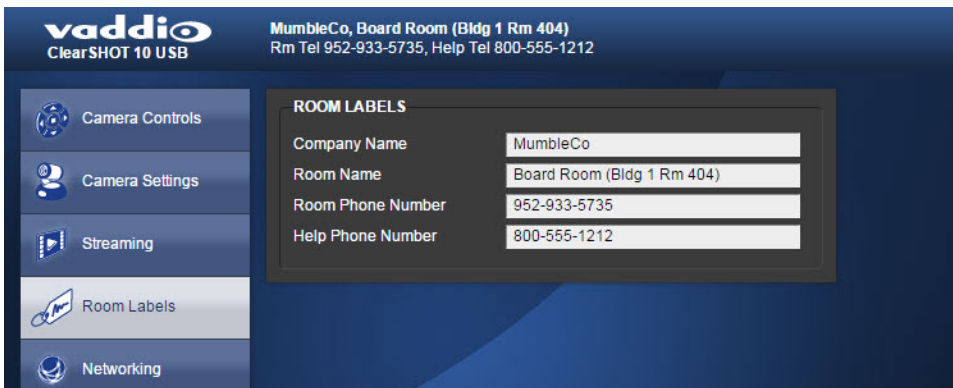 vaddio
ClearSHOT 10 USB
MumbleCo, Board Room (Bldg 1 Rm 404)
Rm Tel 952-933-5735, Help Tel 800-555-1212
Camera Controls
Camera Settings
Streaming
Room Labels
Networking
ROOM LABELS
Company Name MumbleCo
Room Name Board Room (Bldg 1 Rm 404)
Room Phone Number 952-933-5735
Help Phone Number 800-555-1212